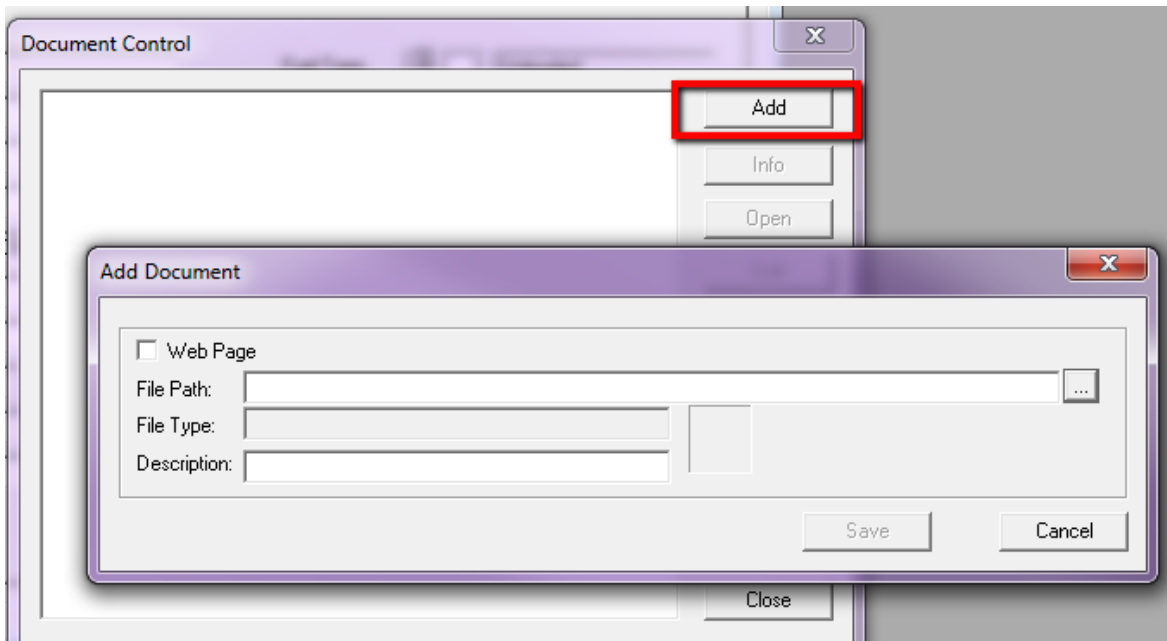 Document Control
Add
Info
Open
Add Document
Web Page
File Path:
...
File Type:
Description:
Save
Cancel
Close